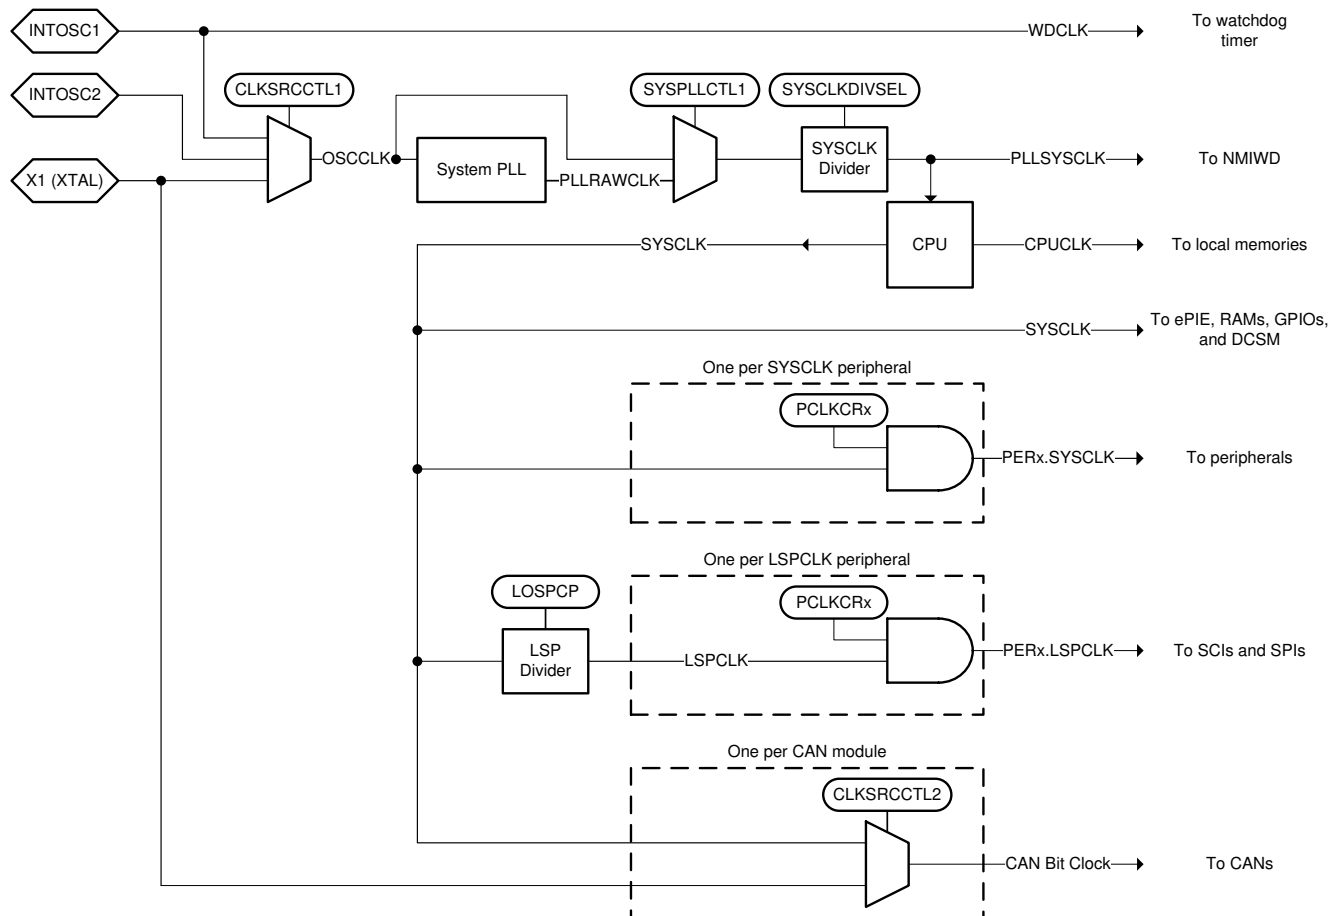 INTOSC1
WDCLK
To watchdog
timer
INTOSC2
CLKSRCCTL1
SYSPLLCTL1
SYSCLKDIVSEL
X1 (XTAL)
OSCCLK
System PLL
PLLRAWCLK
SYSCLK
Divider
PLLSYSCLK
To NMIWD
SYSCLK
CPU
CPUCLK
To local memories
SYSCLK
To ePIE, RAMs, GPIOs,
and DCSM
One per SYSCLK peripheral
PCLKCRx
PERx.SYSCLK
To peripherals
One per LSPCLK peripheral
LOSPCP
PCLKCRx
LSP
Divider
LSPCLK
PERx.LSPCLK
To SCIs and SPIs
One per CAN module
CLKSRCCTL2
CAN Bit Clock
To CANs